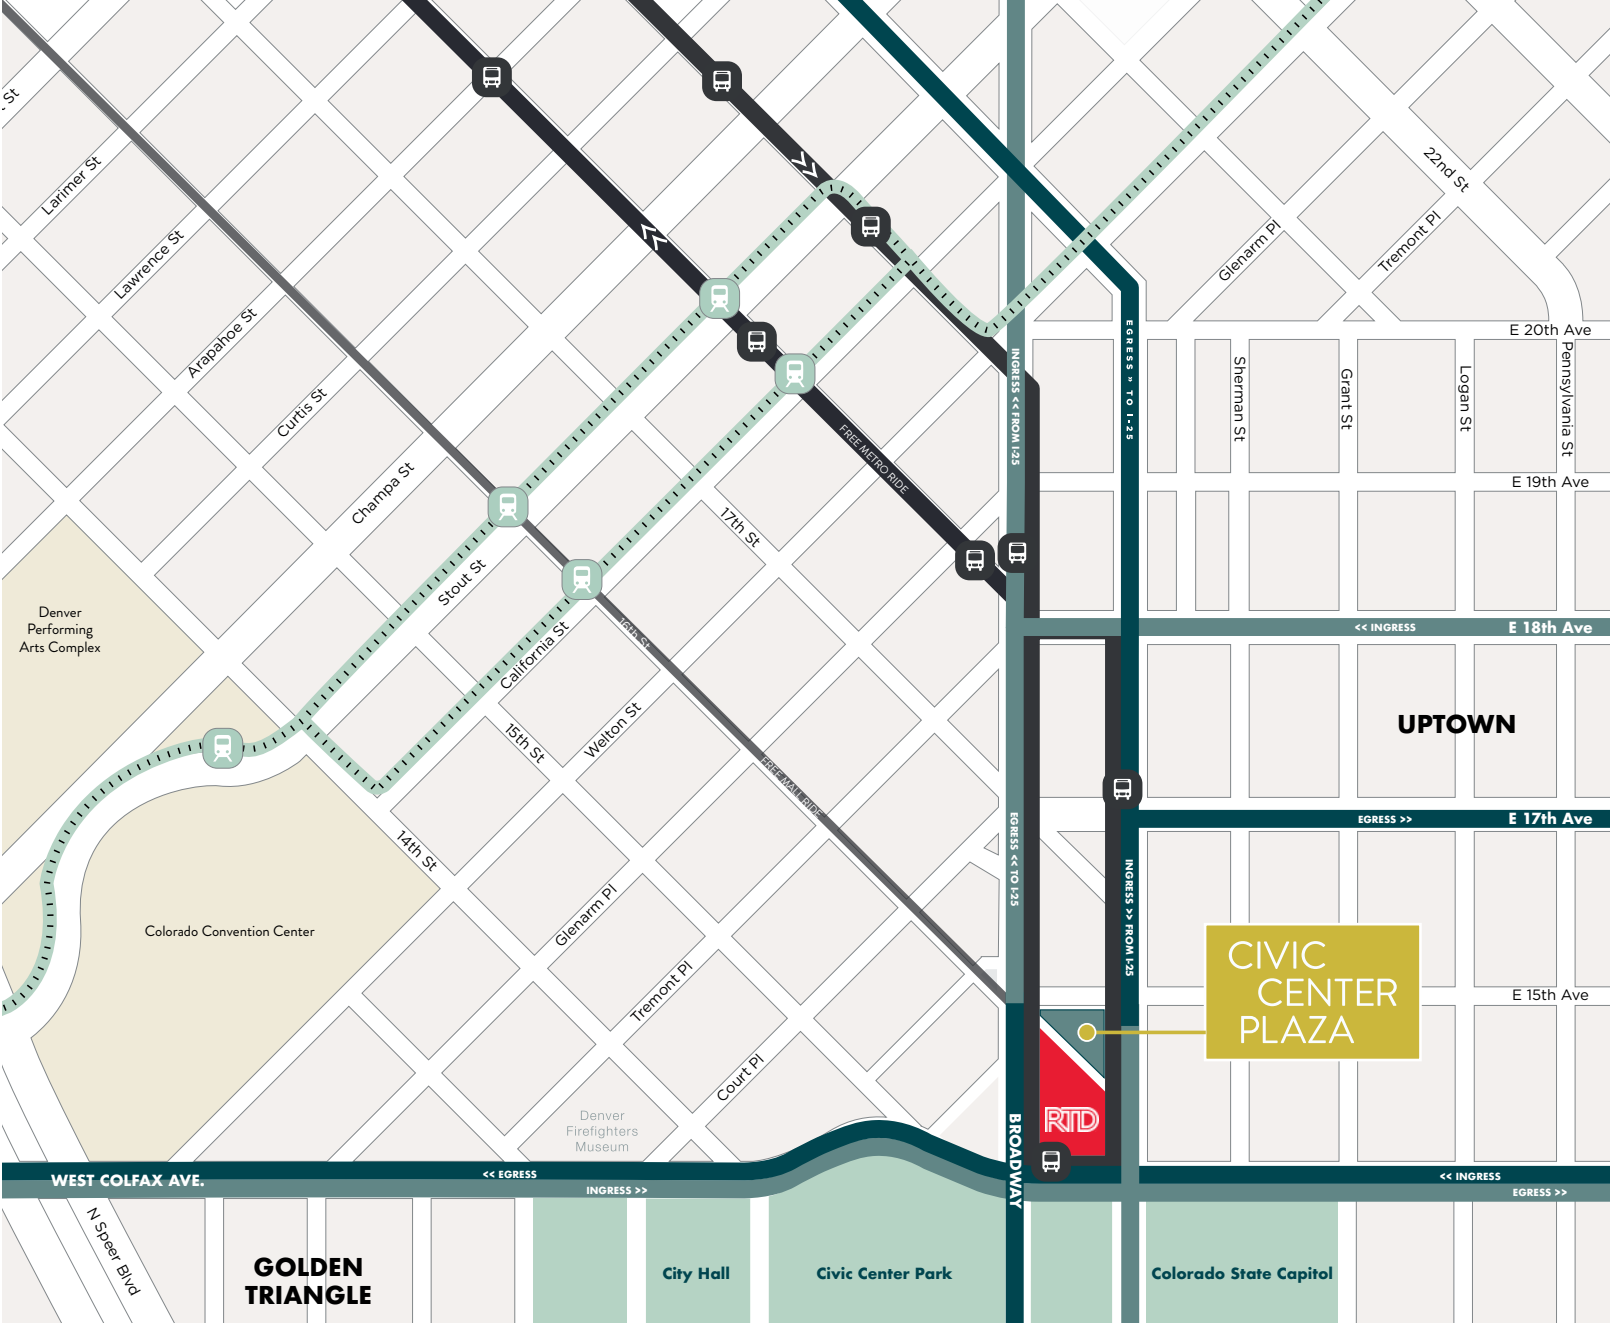 St
Larimer St
Lawrence St
Arapahoe St
Curtis St
Champa St
Stout St
California St
Welton St
Glenarm Pl
Tremont Pl
Court Pl
14th St
15th St
16th St
17th St
FREE METRO RIDE
FREE MALL RIDE
22nd St
Glenarm Pl
Tremont Pl
E 20th Ave
Sherman St
Grant St
Logan St
Pennsylvania St
E 19th Ave
INGRESS << FROM I-25
EGRESS » TO I-25
<< INGRESS
E 18th Ave
UPTOWN
EGRESS >>
E 17th Ave
EGRESS << TO I-25
INGRESS >> FROM I-25
E 15th Ave
CIVIC
CENTER
PLAZA
RTD
BROADWAY
Denver
Performing
Arts Complex
Colorado Convention Center
Denver
Firefighters
Museum
WEST COLFAX AVE.
<< EGRESS
INGRESS >>
<< INGRESS
EGRESS >>
N Speer Blvd
GOLDEN
TRIANGLE
City Hall
Civic Center Park
Colorado State Capitol